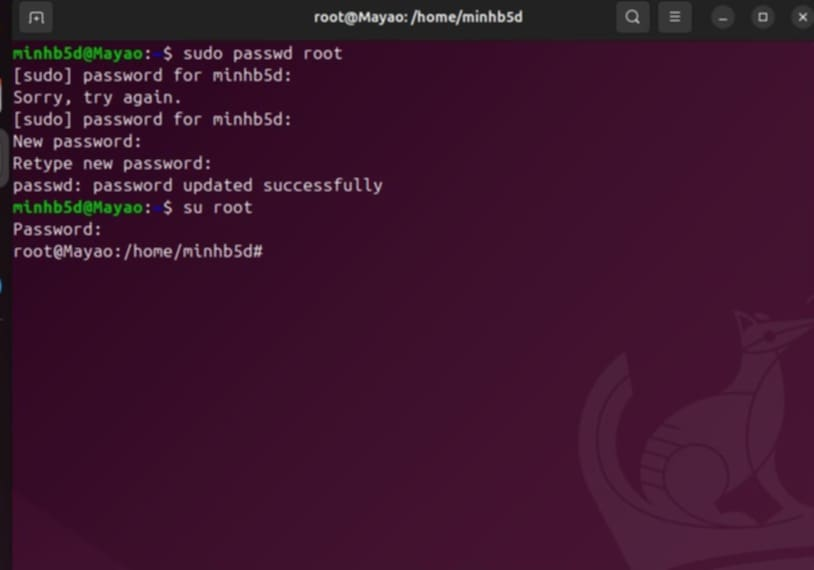 root@Mayao: /home/minhb5d
minhb5d@Mayao:~$ sudo passwd root
[sudo] password for minhb5d:
Sorry, try again.
[sudo] password for minhb5d:
New password:
Retype new password:
passwd: password updated successfully
minhb5d@Mayao:~$ su root
Password:
root@Mayao:/home/minhb5d#